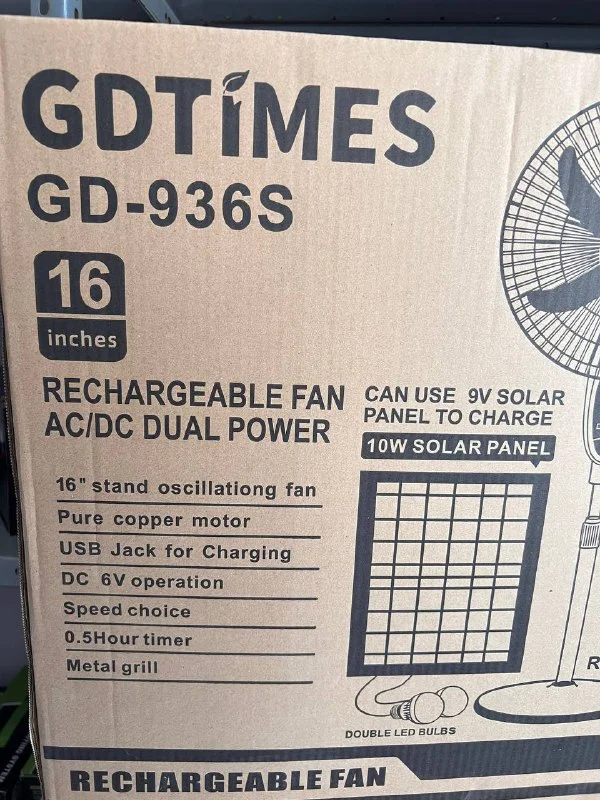 GDTIMES
GD-936S
16
inches
RECHARGEABLE FAN
AC/DC DUAL POWER
CAN USE 9V SOLAR
PANEL TO CHARGE
10W SOLAR PANEL
16" stand oscillationg fan
Pure copper motor
USB Jack for Charging
DC 6V operation
Speed choice
0.5Hour timer
Metal grill
DOUBLE LED BULBS
RECHARGEABLE FAN